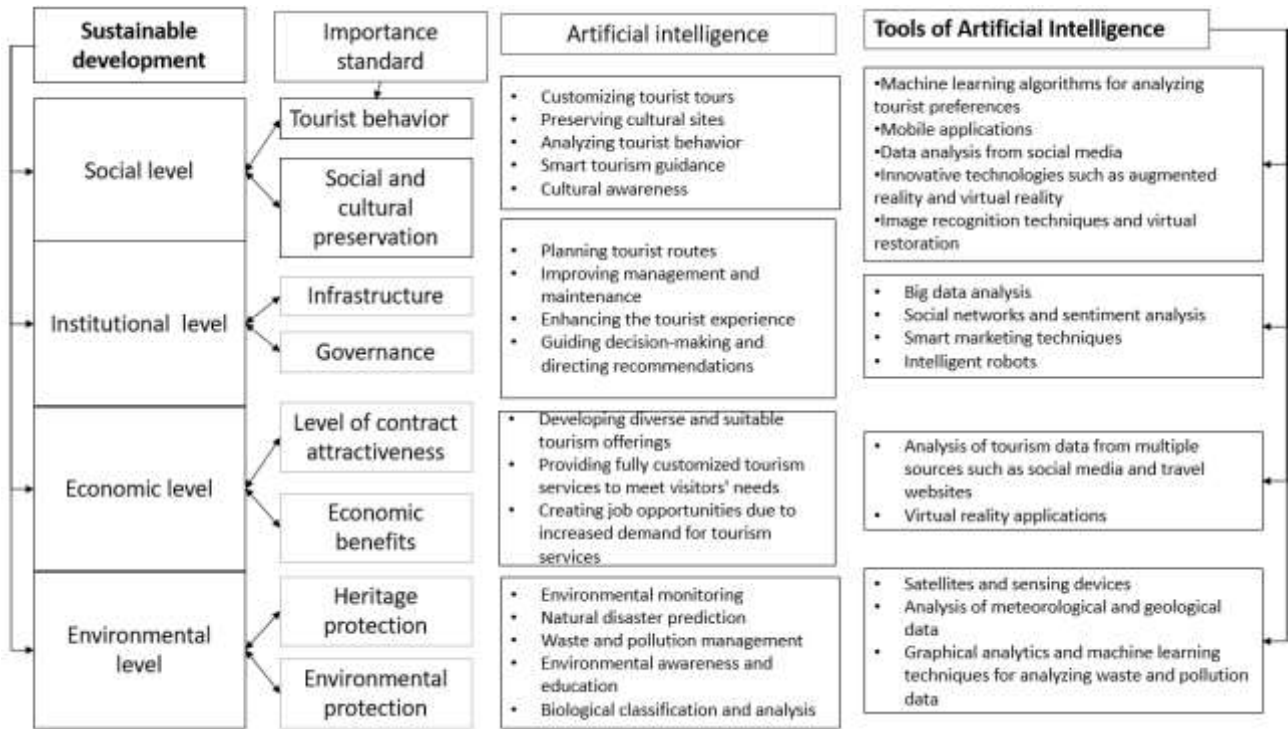 Sustainable
development
Importance
standard
Artificial intelligence
Tools of Artificial Intelligence
Social level
Tourist behavior
Social and
cultural
preservation
• Customizing tourist tours
• Preserving cultural sites
• Analyzing tourist behavior
• Smart tourism guidance
• Cultural awareness
•Machine learning algorithms for analyzing
tourist preferences
•Mobile applications
•Data analysis from social media
•Innovative technologies such as augmented
reality and virtual reality
•Image recognition techniques and virtual
restoration
Institutional level
Infrastructure
Governance
• Planning tourist routes
• Improving management and
maintenance
• Enhancing the tourist experience
• Guiding decision-making and
directing recommendations
• Big data analysis
• Social networks and sentiment analysis
• Smart marketing techniques
• Intelligent robots
Economic level
Level of contract
attractiveness
Economic
benefits
• Developing diverse and suitable
tourism offerings
• Providing fully customized tourism
services to meet visitors' needs
• Creating job opportunities due to
increased demand for tourism
services
• Analysis of tourism data from multiple
sources such as social media and travel
websites
• Virtual reality applications
Environmental
level
Heritage
protection
Environmental
protection
• Environmental monitoring
• Natural disaster prediction
• Waste and pollution management
• Environmental awareness and
education
• Biological classification and analysis
• Satellites and sensing devices
• Analysis of meteorological and geological
data
• Graphical analytics and machine learning
techniques for analyzing waste and pollution
data